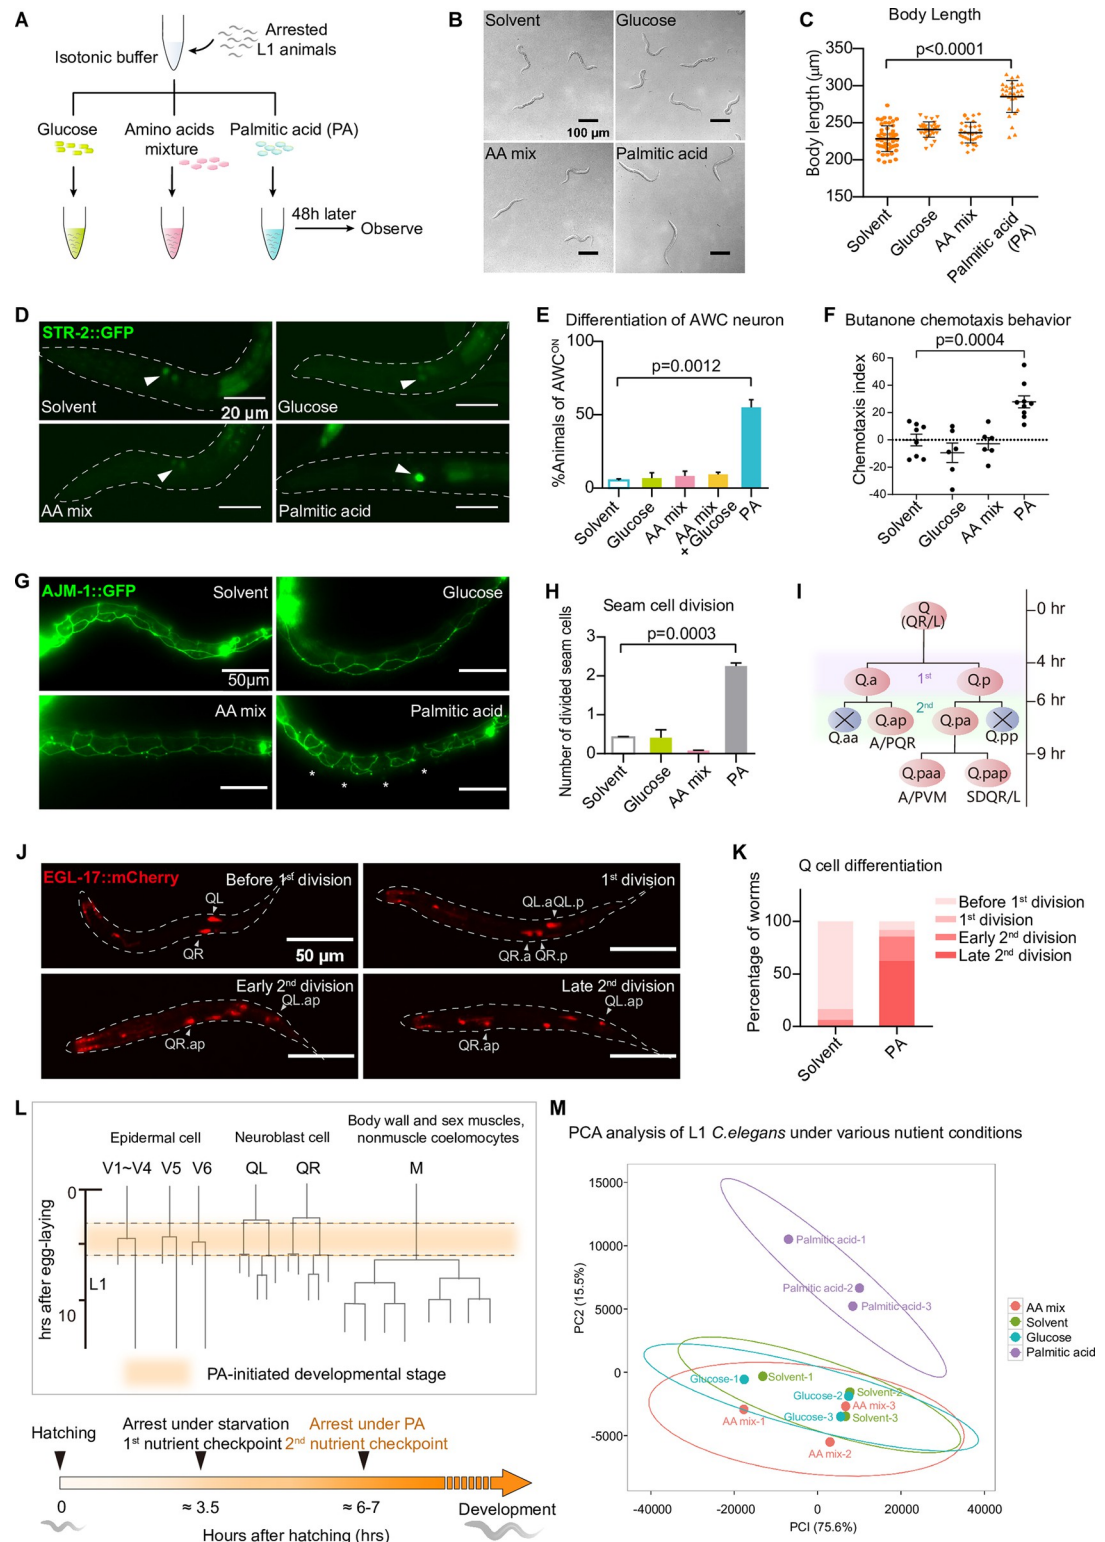 A
Arrested
L1 animals
Isotonic buffer
Glucose
Amino acids
mixture
Palmitic acid (PA)
48h later
Observe
B
Solvent
Glucose
100 µm
AA mix
Palmitic acid
C
Body Length
p<0.0001
Body length (µm)
350
300
250
200
150
Solvent
Glucose
AA mix
Palmitic acid
(PA)
D
STR-2::GFP
Solvent
20 µm
Glucose
AA mix
Palmitic acid
E
Differentiation of AWC neuron
%Animals of AWCᴼᴺ
100
50
0
p=0.0012
Solvent
Glucose
AA mix
AA mix
+ Glucose
PA
F
Butanone chemotaxis behavior
p=0.0004
Chemotaxis index
60
40
20
0
-20
-40
Solvent
Glucose
AA mix
PA
G
AJM-1::GFP
Solvent
50µm
Glucose
AA mix
Palmitic acid
* * * *
H
Seam cell division
p=0.0003
Number of divided seam cells
3
2
1
0
Solvent
Glucose
AA mix
PA
I
Q
(QR/L)
0 hr
4 hr
Q.a
1st
Q.p
6 hr
2nd
Q.aa
Q.ap
A/PQR
Q.pa
Q.pp
9 hr
Q.paa
Q.pap
A/PVM
SDQR/L
J
EGL-17::mCherry
Before 1st division
QL
QR
50 µm
1st division
QL.aQL.p
QR.a QR.p
Early 2nd division
QL.ap
QR.ap
Late 2nd division
QL.ap
QR.ap
K
Q cell differentiation
Percentage of worms
100
50
0
Solvent
PA
Before 1st division
1st division
Early 2nd division
Late 2nd division
L
Body wall and sex muscles,
nonmuscle coelomocytes
Epidermal cell
Neuroblast cell
V1~V4 V5 V6 QL QR M
hrs after egg-laying
0
L1
10
PA-initiated developmental stage
Hatching
Arrest under starvation
1st nutrient checkpoint
Arrest under PA
2nd nutrient checkpoint
0
≈ 3.5
≈ 6-7
Development
Hours after hatching (hrs)
M
PCA analysis of L1 C.elegans under various nutient conditions
PC2 (15.5%)
15000
10000
5000
0
-5000
Palmitic acid-1
Palmitic acid-2
Palmitic acid-3
Glucose-1
Solvent-1
Glucose-2
Solvent-2
AA mix-1
AA mix-3
Glucose-3
Solvent-3
AA mix-2
-40000
-20000
0
20000
40000
PCI (75.6%)
AA mix
Solvent
Glucose
Palmitic acid